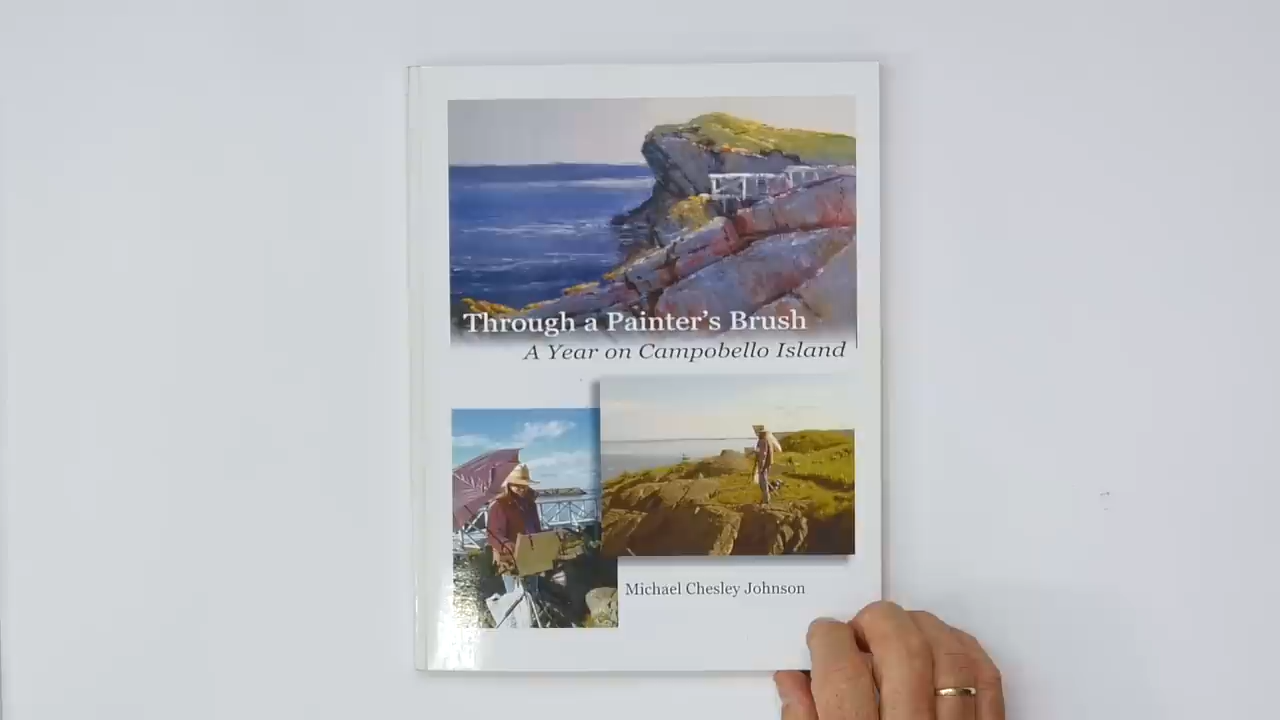 Through a Painter's Brush
A Year on Campobello Island
Michael Chesley Johnson